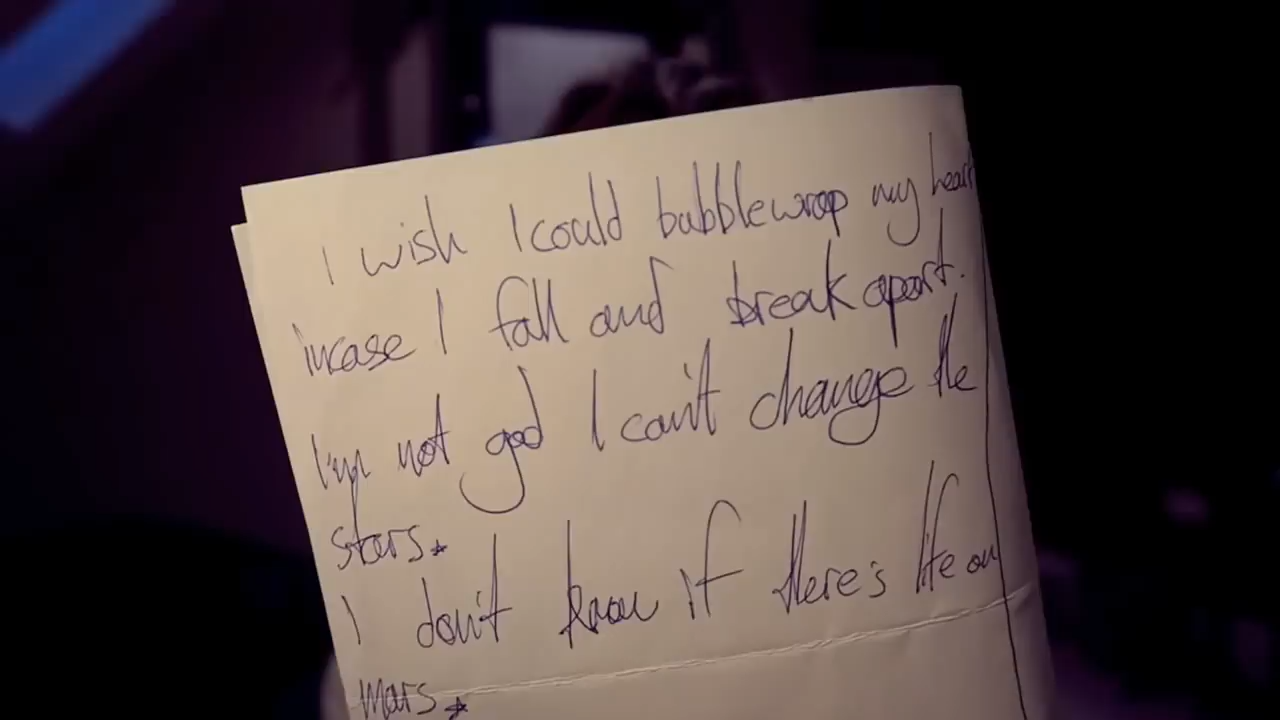 I wish I could bubblewrap my heart
incase I fall and break apart.
I'm not god I can't change the
stars.
I don't know if there's life on
mars.